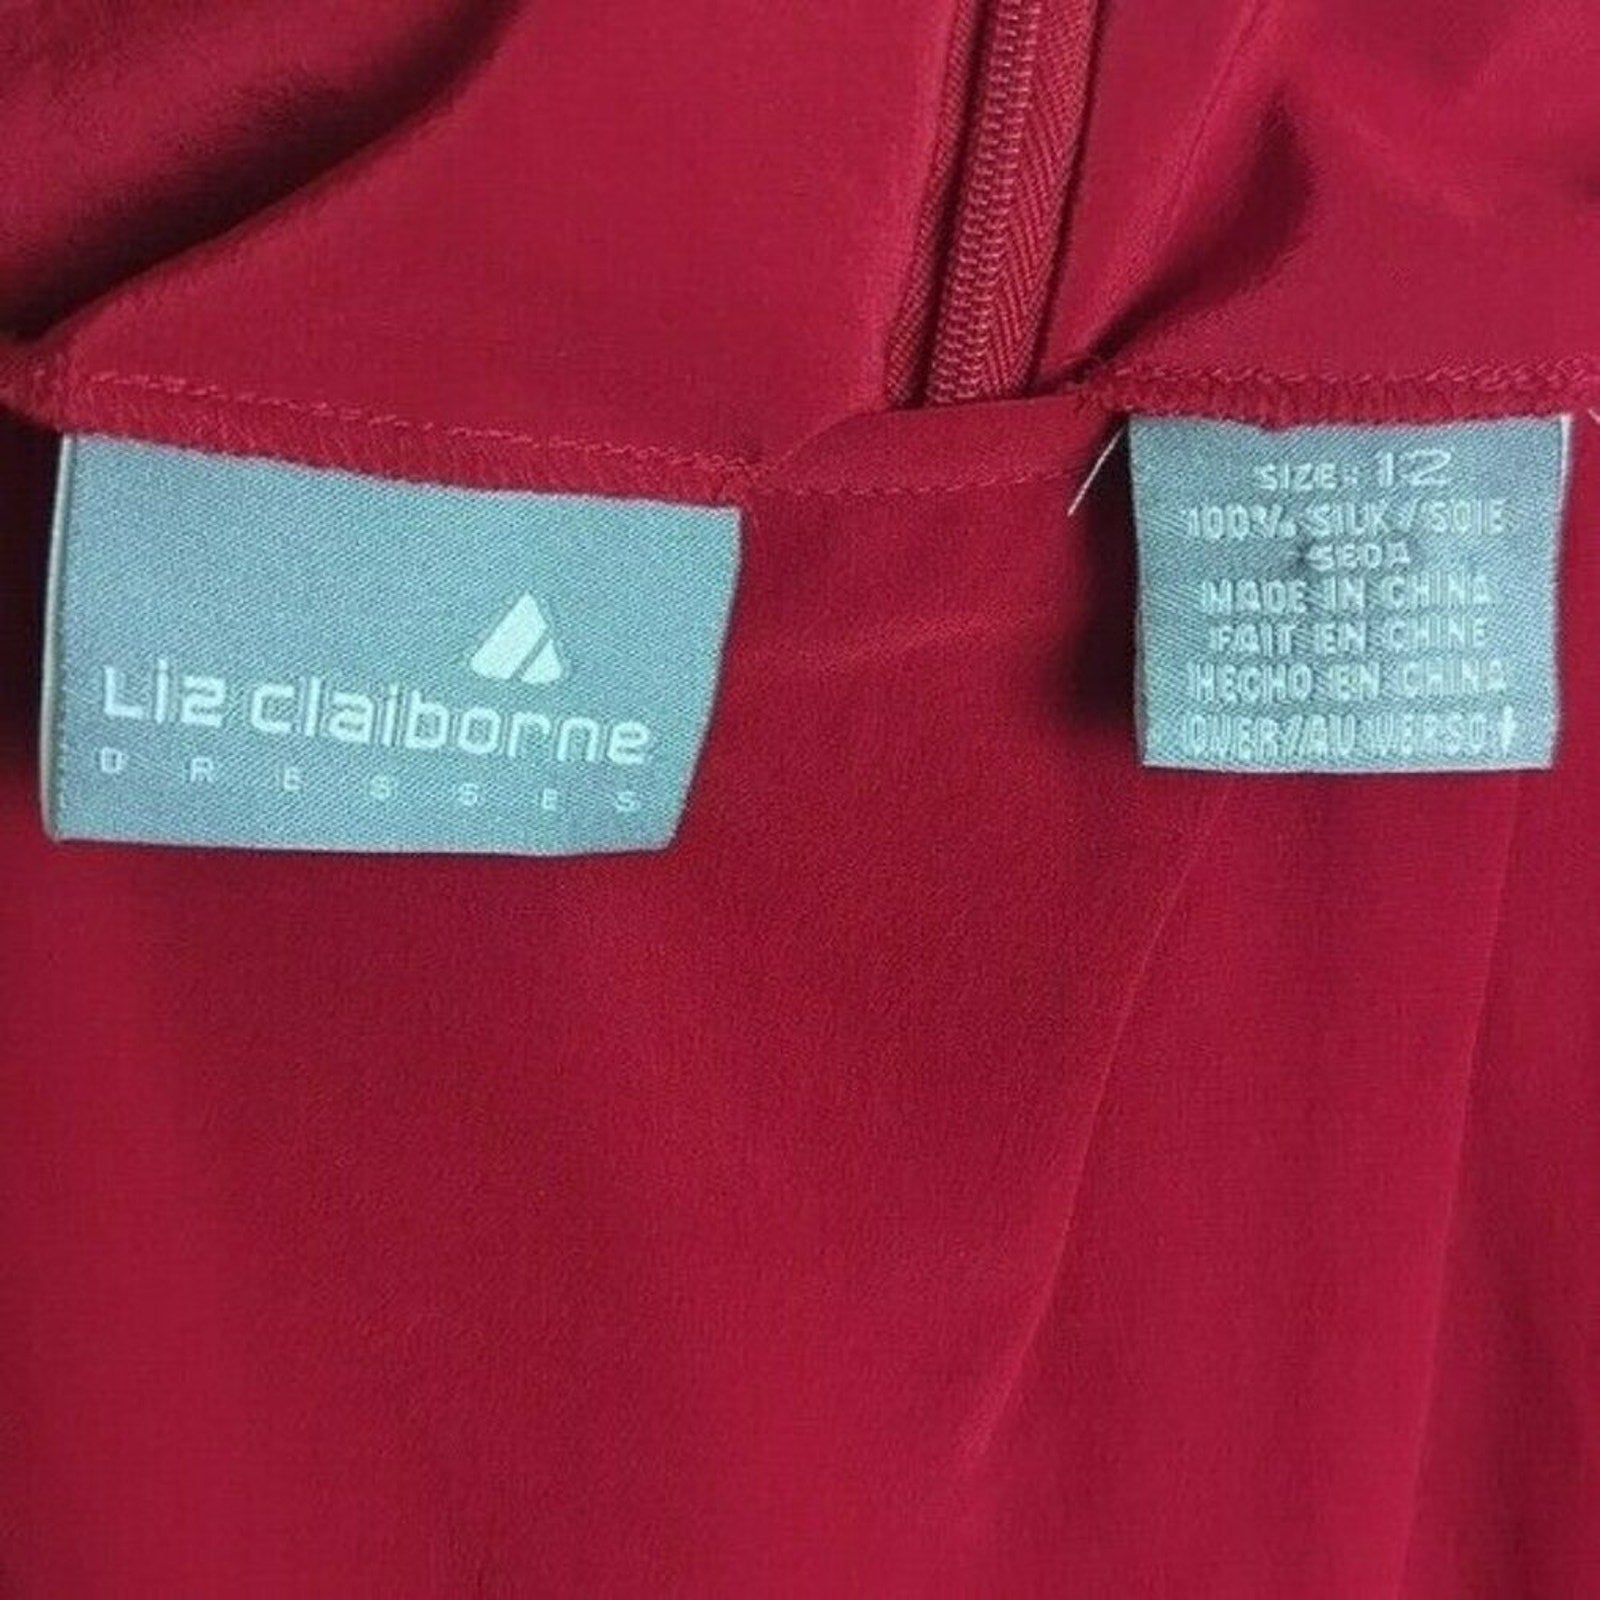 Liz claiborne
DRESSES
SIZE: 12
100% SILK / SOIE
SEDA
MADE IN CHINA
FAIT EN CHINE
HECHO EN CHINA
OVER/AU VERSO